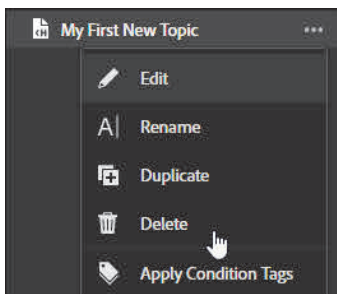 My First New Topic
Edit
Rename
Duplicate
Delete
Apply Condition Tags